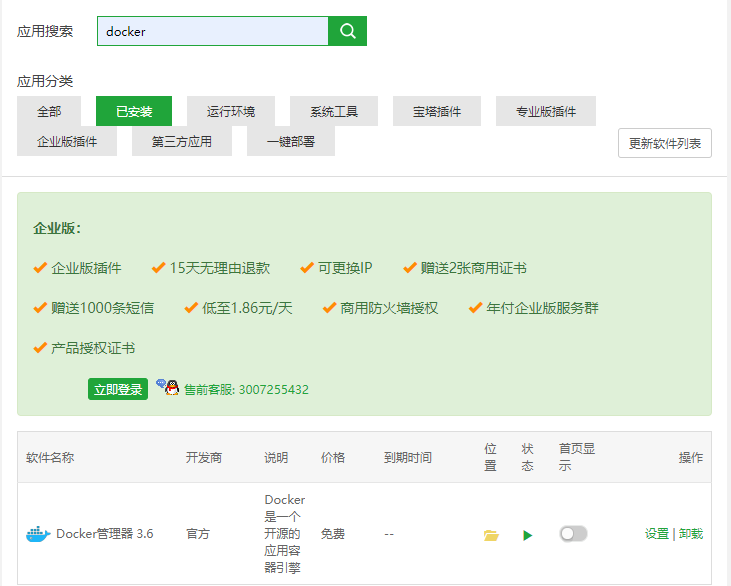 应用搜索 docker
应用分类
全部 已安装 运行环境 系统工具 宝塔插件 专业版插件
企业版插件 第三方应用 一键部署 更新软件列表
企业版：
企业版插件 15天无理由退款 可更换IP 赠送2张商用证书
赠送1000条短信 低至1.86元/天 商用防火墙授权 年付企业版服务群
产品授权证书
立即登录 售前客服: 3007255432
软件名称 开发商 说明 价格 到期时间 位置 状态 首页显示 操作
Docker管理器 3.6 官方 Docker是一个开源的应用容器引擎 免费 -- 设置 | 卸载